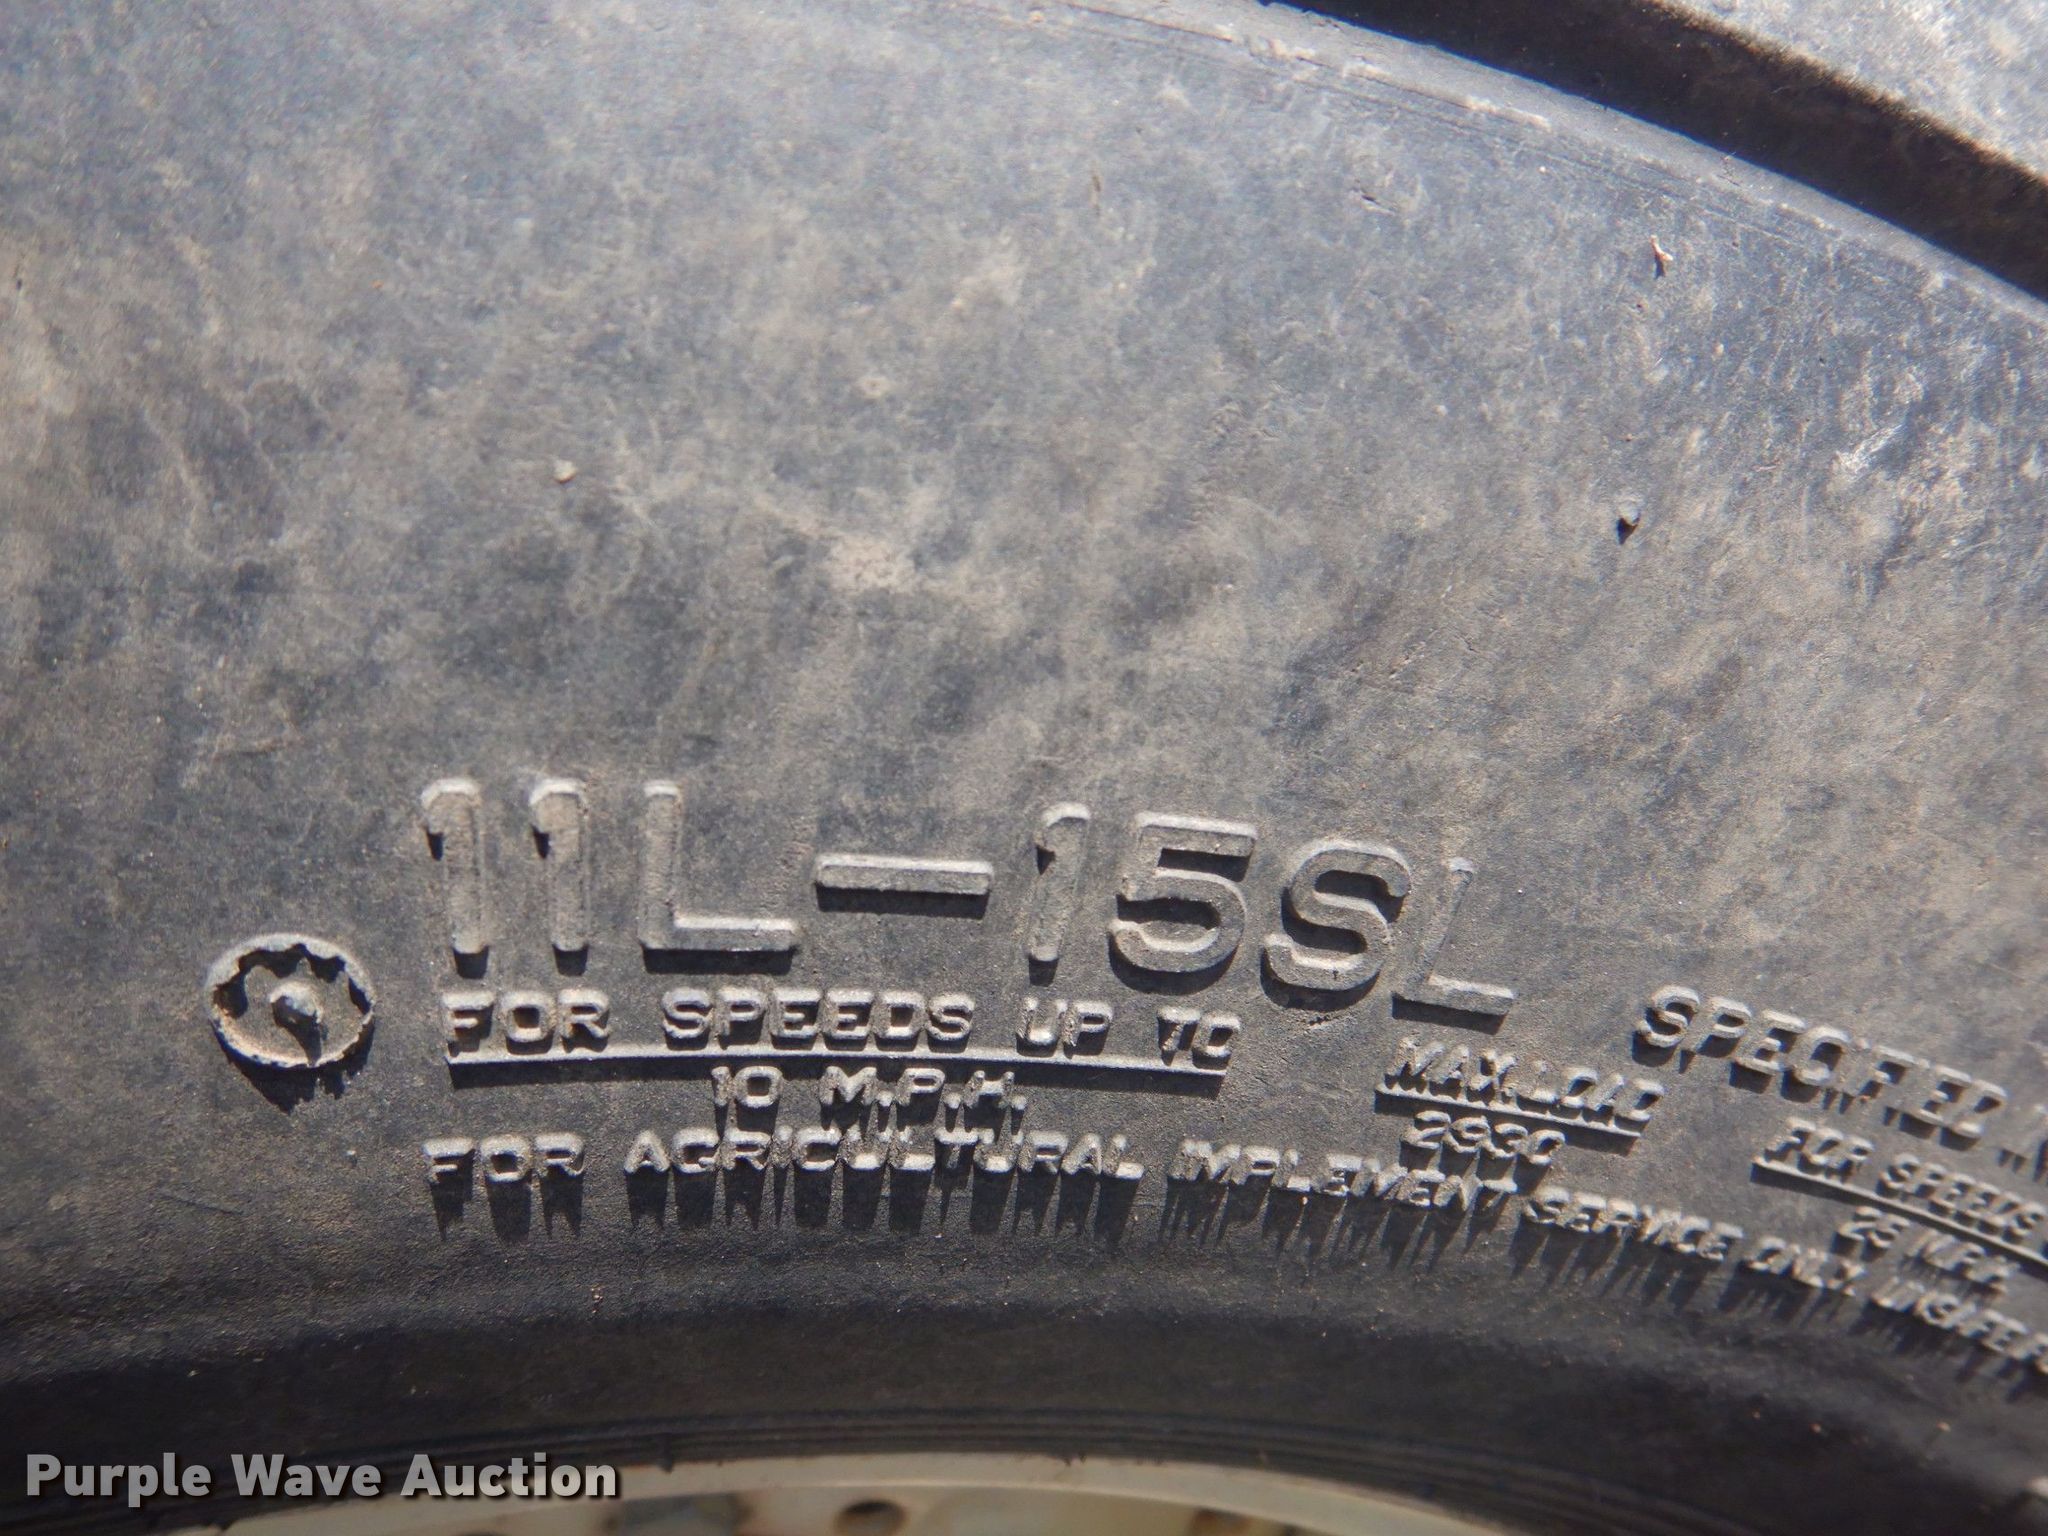 11L-15SL
FOR SPEEDS UP TO
10 M.P.H.
MAX. LOAD
2930
SPECIFIED
FOR SPEEDS
25 M.P.H.
FOR AGRICULTURAL IMPLEMENT SERVICE ONLY.
Purple Wave Auction